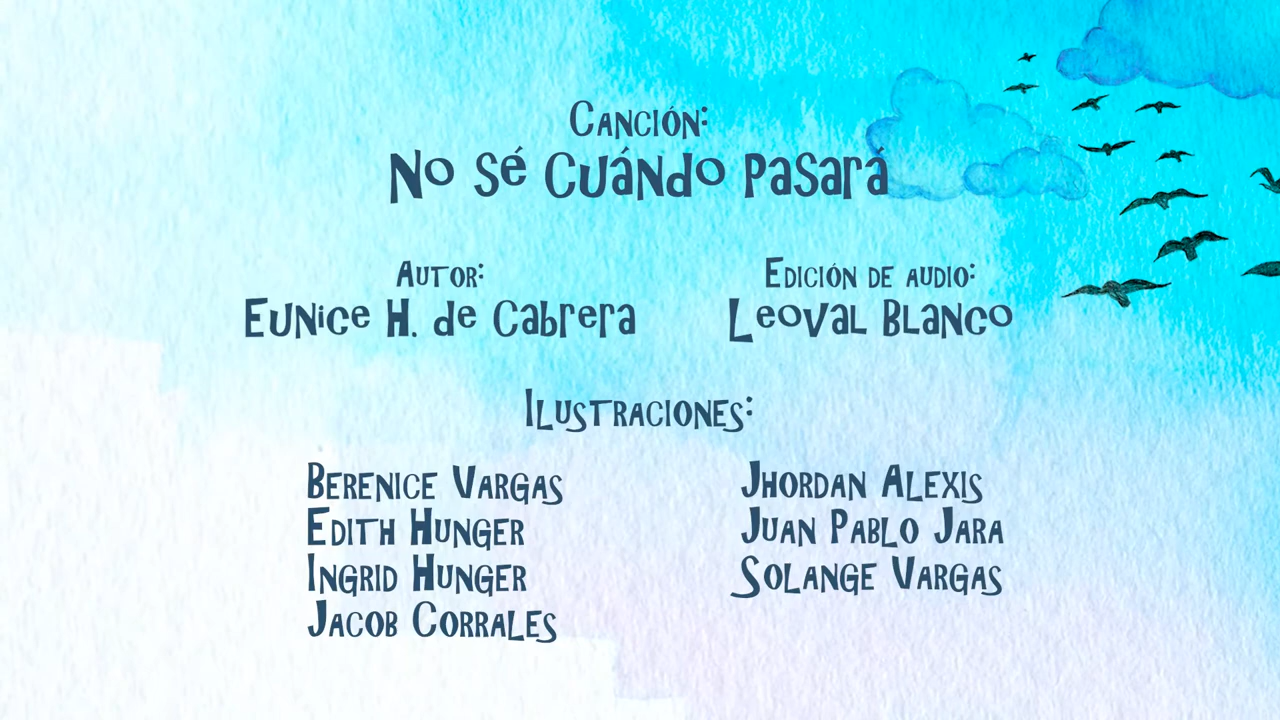 Canción:
No sé cuándo pasará
Autor:
Eunice H. de Cabrera
Edición de audio:
Leoval Blanco
Ilustraciones:
Berenice Vargas
Edith Hunger
Ingrid Hunger
Jacob Corrales
Jhordan Alexis
Juan Pablo Jara
Solange Vargas